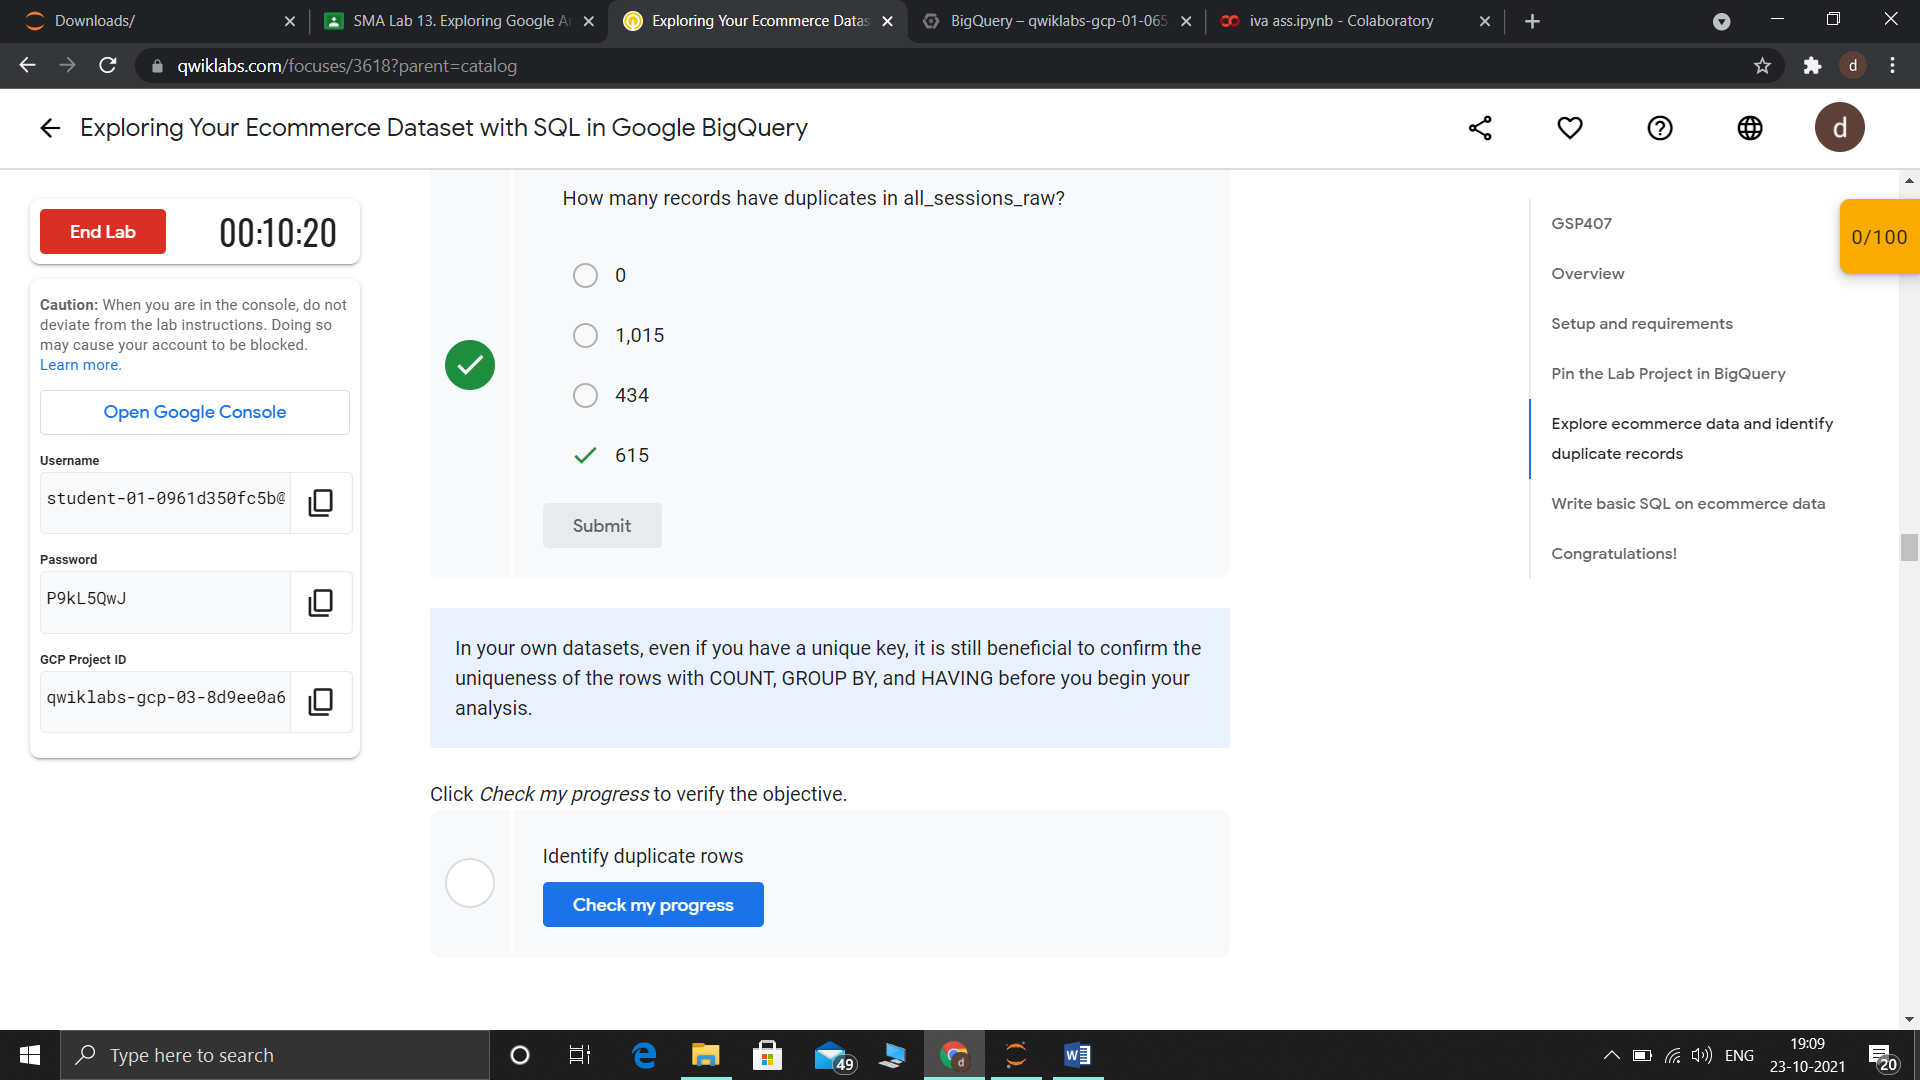 Downloads/
SMA Lab 13. Exploring Google A
Exploring Your Ecommerce Datas
BigQuery – qwiklabs-gcp-01-065
iva ass.ipynb - Colaboratory
qwiklabs.com/focuses/3618?parent=catalog
d
Exploring Your Ecommerce Dataset with SQL in Google BigQuery
d
End Lab
00:10:20
Caution: When you are in the console, do not
deviate from the lab instructions. Doing so
may cause your account to be blocked.
Learn more.
Open Google Console
Username
student-01-0961d350fc5b@
Password
P9kL5QwJ
GCP Project ID
qwiklabs-gcp-03-8d9ee0a6
How many records have duplicates in all_sessions_raw?
0
1,015
434
615
Submit
In your own datasets, even if you have a unique key, it is still beneficial to confirm the
uniqueness of the rows with COUNT, GROUP BY, and HAVING before you begin your
analysis.
Click Check my progress to verify the objective.
Identify duplicate rows
Check my progress
GSP407
Overview
Setup and requirements
Pin the Lab Project in BigQuery
Explore ecommerce data and identify
duplicate records
Write basic SQL on ecommerce data
Congratulations!
0/100
Type here to search
49
d
W
ENG
19:09
23-10-2021
20